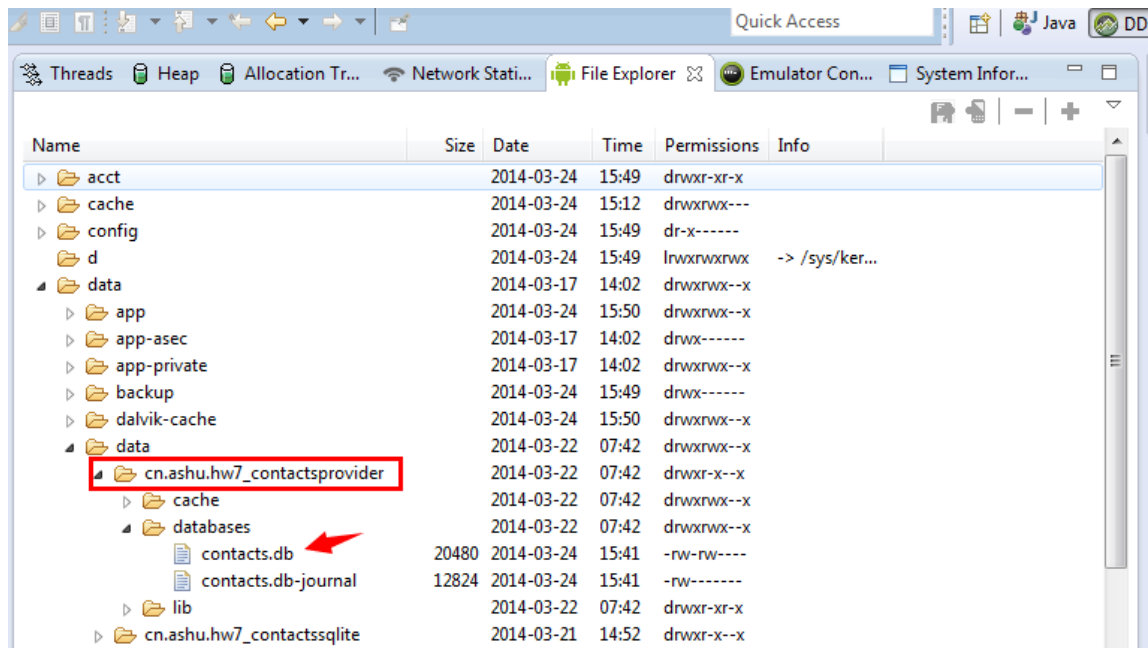 Quick Access Java DD
Threads Heap Allocation Tr... Network Stati... File Explorer Emulator Con... System Infor...
Name Size Date Time Permissions Info
acct 2014-03-24 15:49 drwxr-xr-x
cache 2014-03-24 15:12 drwxrwx---
config 2014-03-24 15:49 dr-x------
d 2014-03-24 15:49 lrwxrwxrwx -> /sys/ker...
data 2014-03-17 14:02 drwxrwx--x
app 2014-03-24 15:50 drwxrwx--x
app-asec 2014-03-17 14:02 drwx------
app-private 2014-03-17 14:02 drwxrwx--x
backup 2014-03-24 15:49 drwx------
dalvik-cache 2014-03-24 15:50 drwxrwx--x
data 2014-03-22 07:42 drwxrwx--x
cn.ashu.hw7_contactsprovider 2014-03-22 07:42 drwxr-x--x
cache 2014-03-22 07:42 drwxrwx--x
databases 2014-03-22 07:42 drwxrwx--x
contacts.db 20480 2014-03-24 15:41 -rw-rw----
contacts.db-journal 12824 2014-03-24 15:41 -rw-------
lib 2014-03-22 07:42 drwxr-xr-x
cn.ashu.hw7_contactssqlite 2014-03-21 14:52 drwxr-x--x